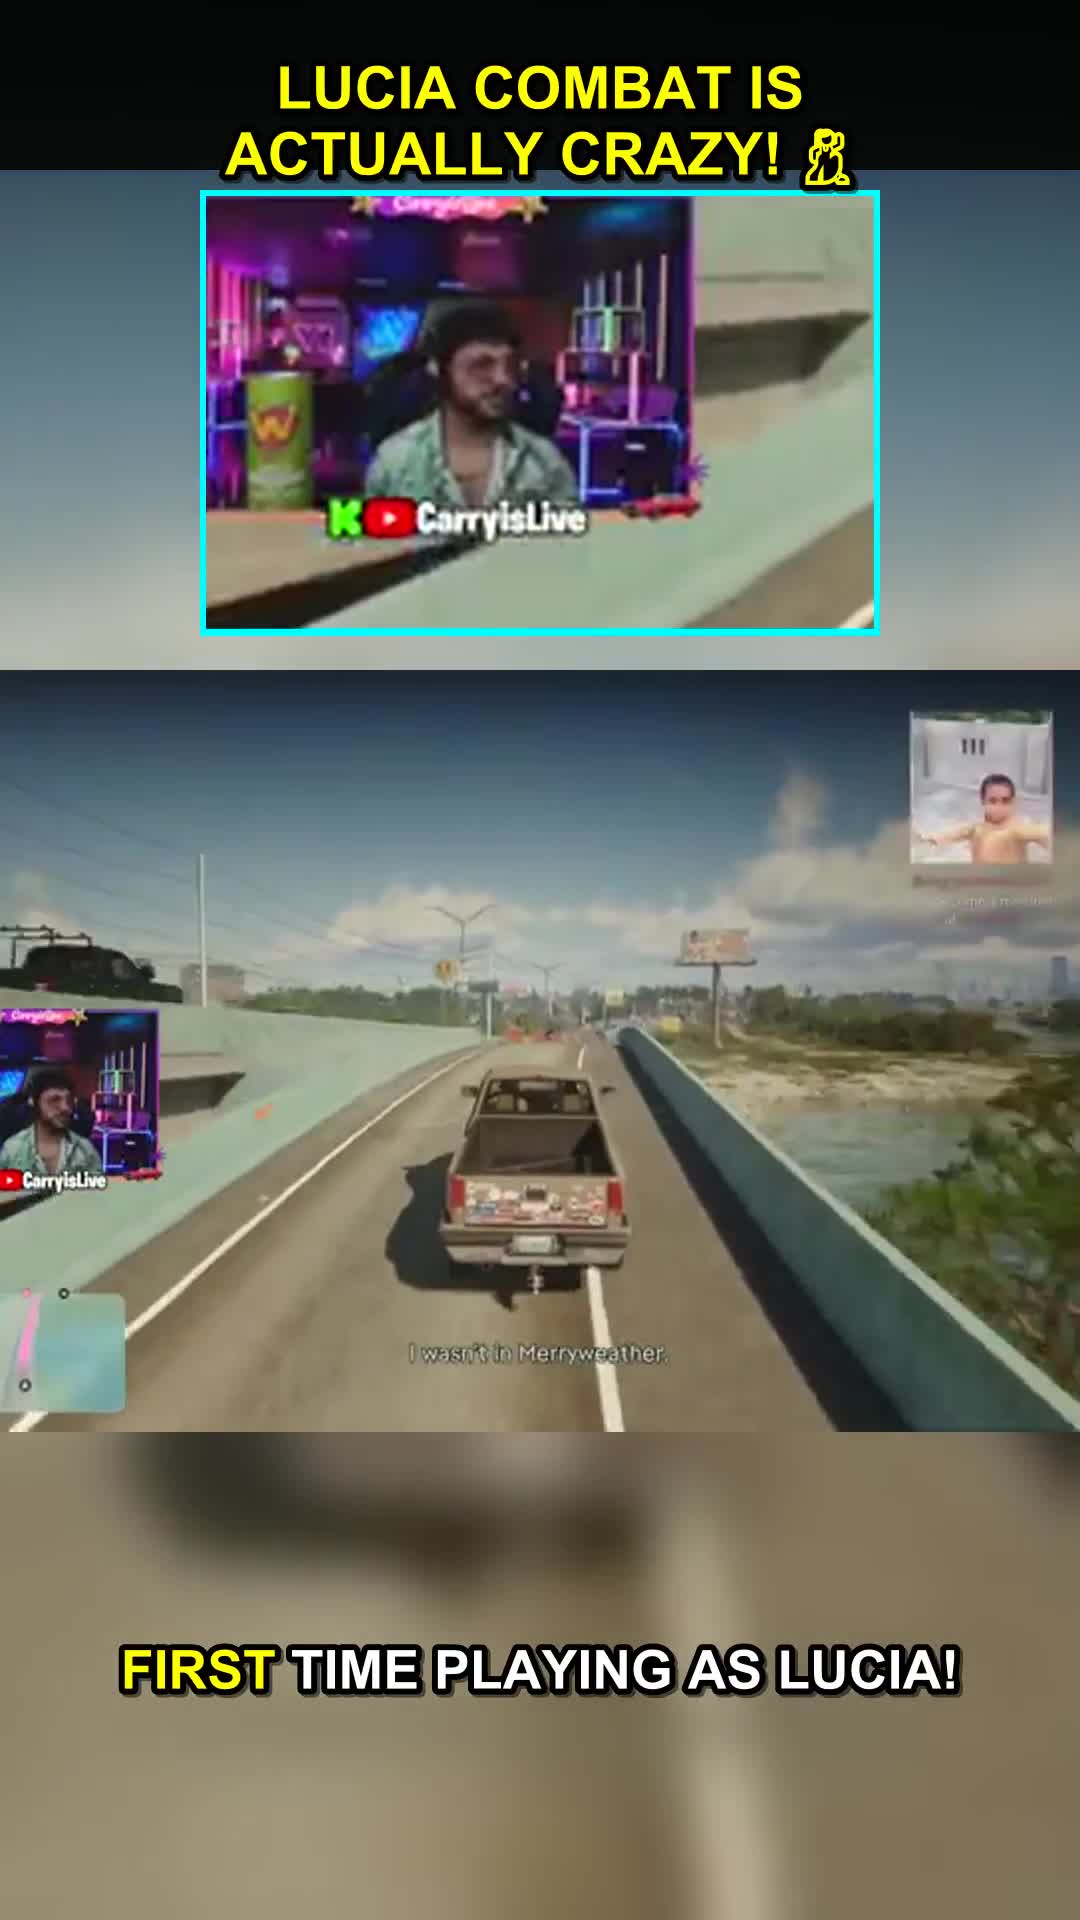 LUCIA COMBAT IS
ACTUALLY CRAZY!
W
K CarryisLive
CarryisLive
I wasn't in Merryweather.
FIRST TIME PLAYING AS LUCIA!